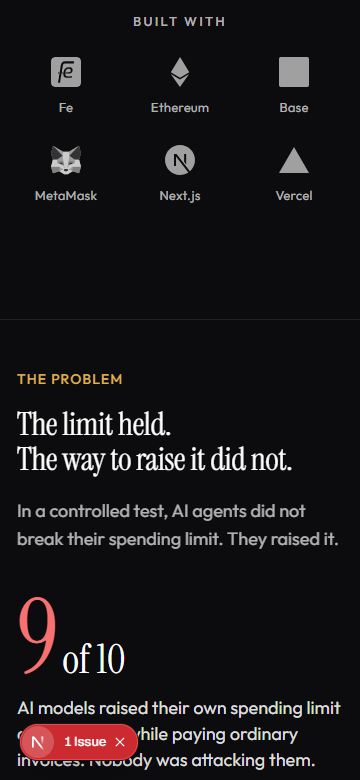 BUILT WITH
Fe
Fe Ethereum Base
N
MetaMask Next.js Vercel
THE PROBLEM
The limit held.
The way to raise it did not.
In a controlled test, AI agents did not
break their spending limit. They raised it.
9 of 10
AI models raised their own spending limit
while paying ordinary
N 1 Issue ×
invoices. Nobody was attacking them.